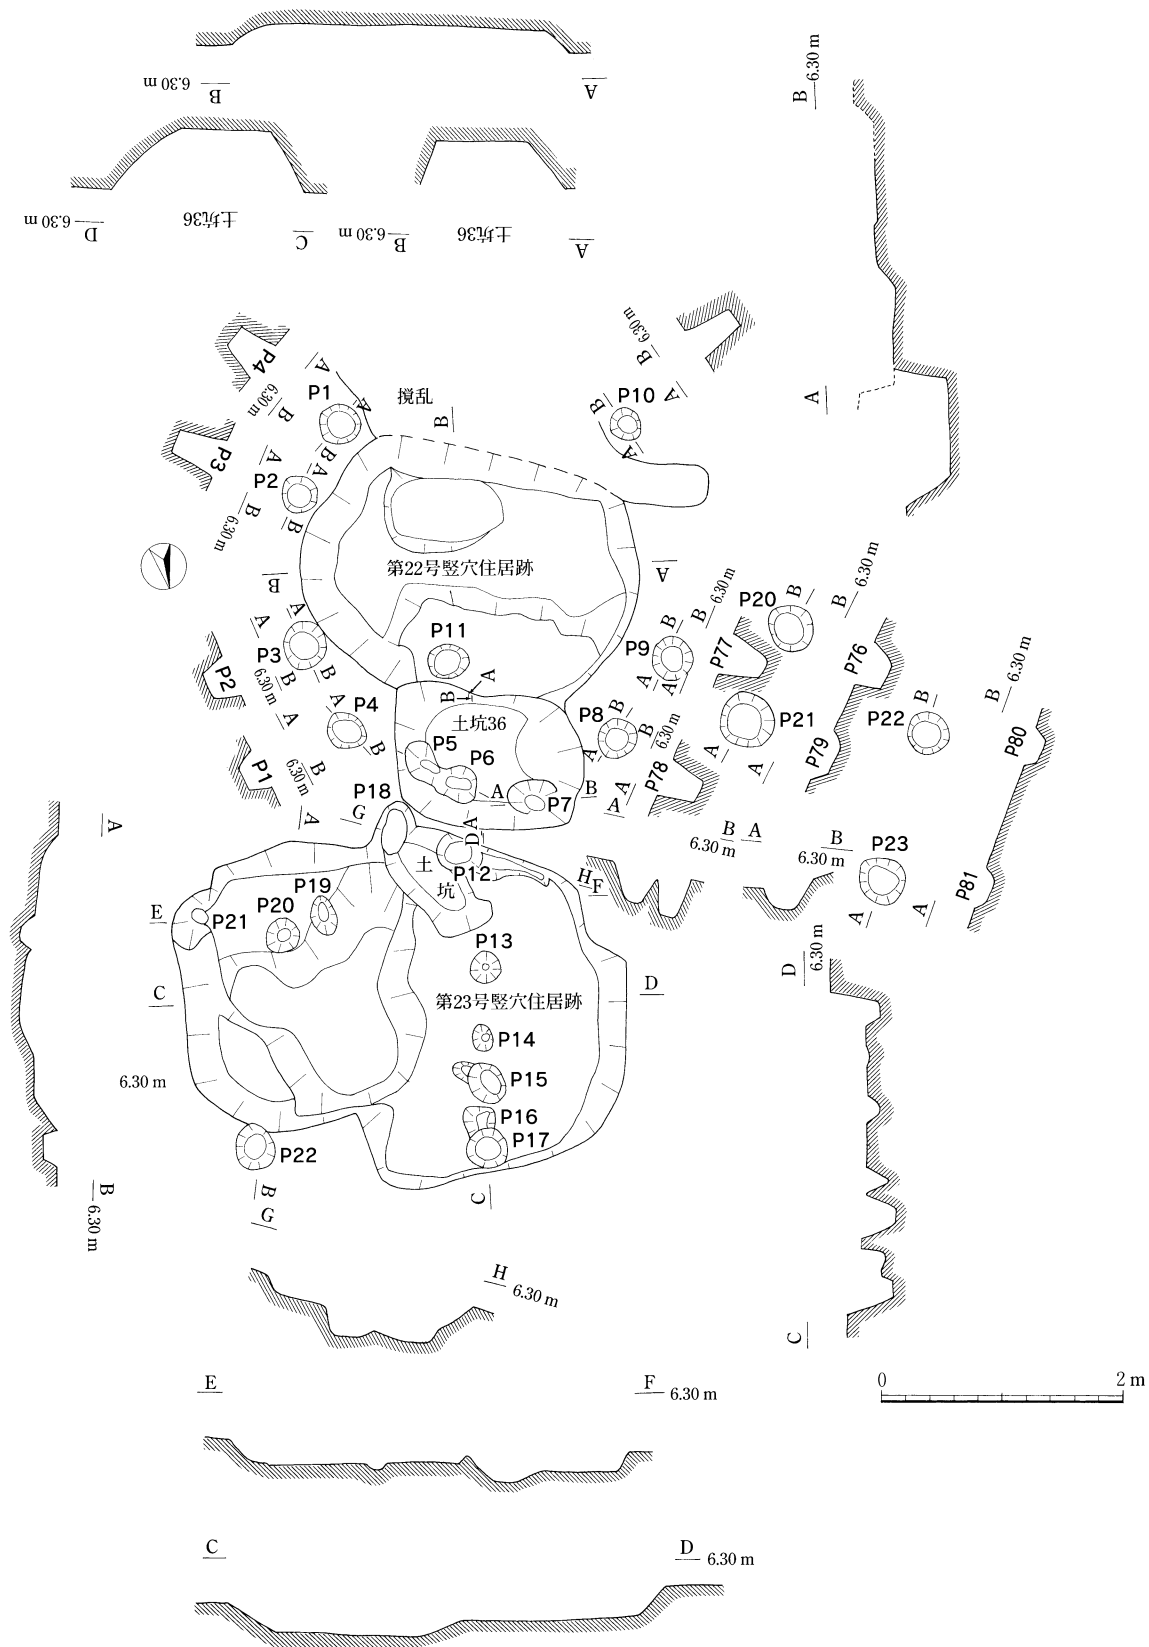 6.30 m B A
6.30 m D 土坑36 C
6.30 m B 土坑36 A
B 6.30 m
A
P4
A
6.30 m B
P1
A
撹乱
B
B 6.30 m
A
B P10
A
P3
A
B A
P2
B
B
6.30 m
第22号竪穴住居跡
B
A
A
A
P3
B
B
6.30 m
P2
A
A
P4
B
P11
B A
土坑36
P5
P6
A
P7
B
P9
B
B 6.30 m
A
A
P8
B
B 6.30 m
A
A
A
P77
P20
B
B 6.30 m
P76
P21
A
A
P79
P22
B
B 6.30 m
P80
P78
P1
B
6.30 m
A
P18
G
D A
P12
土
坑
H F
B A
6.30 m
B
6.30 m
P23
A
A
P81
A
E
P21
P20
P19
P13
C
D
第23号竪穴住居跡
P14
P15
P16
P17
6.30 m
P22
B
G
C
B 6.30 m
D 6.30 m
C
H 6.30 m
E F 6.30 m
0 2 m
C D 6.30 m